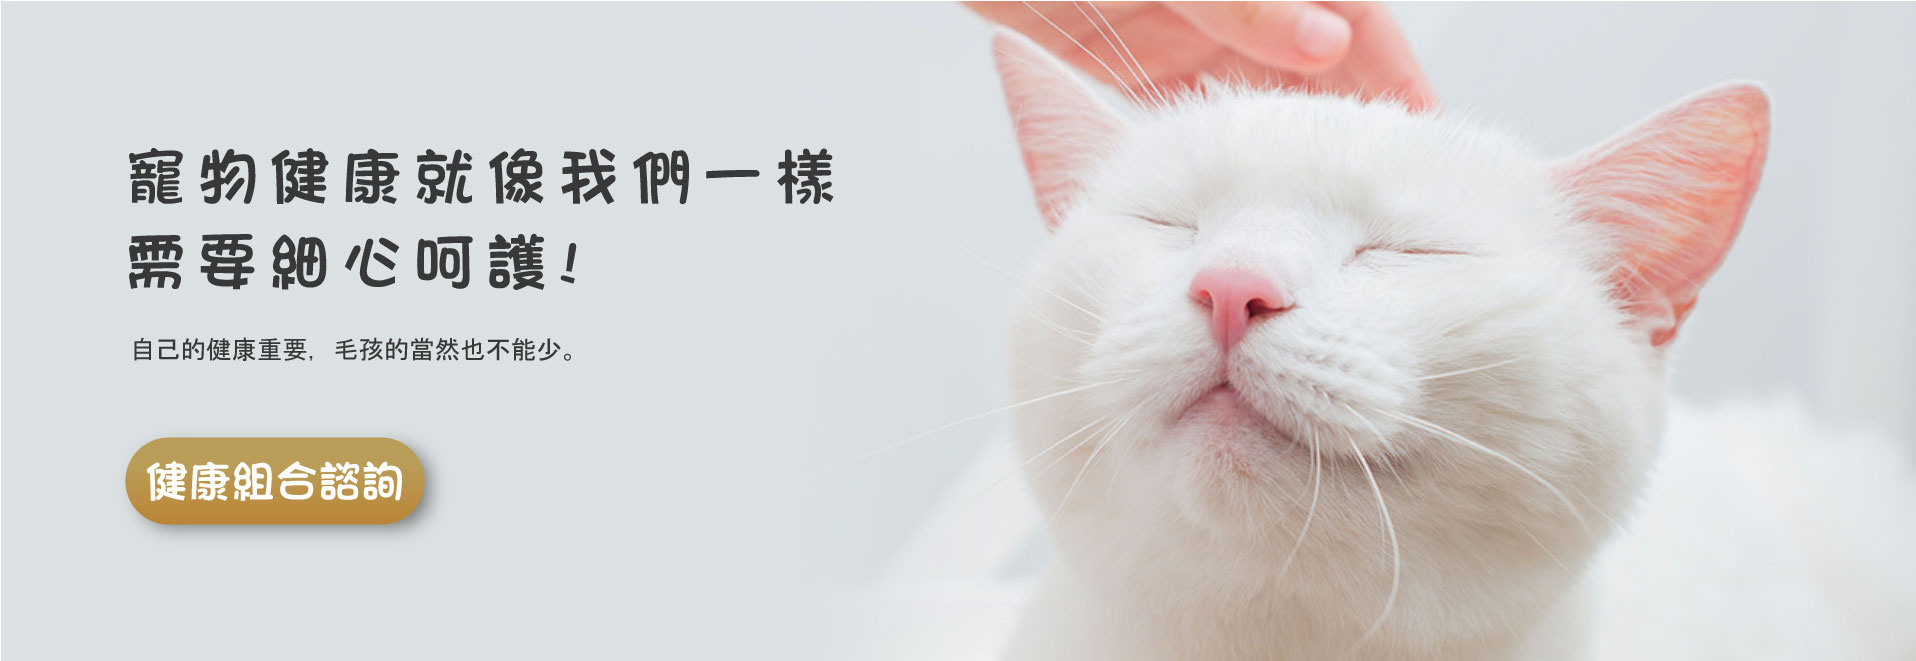 寵物健康就像我們一樣
需要細心呵護!
自己的健康重要，毛孩的當然也不能少。
健康組合諮詢